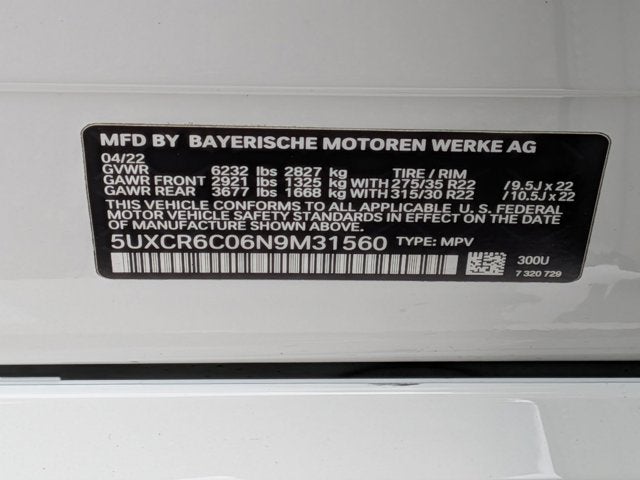 MFD BY BAYERISCHE MOTOREN WERKE AG
04/22
GVWR 6232 lbs 2827 kg TIRE / RIM
GAWR FRONT 2921 lbs 1325 kg 275/35 R22 / 9.5J x 22
GAWR REAR 3677 lbs 1668 kg 315/30 R22 / 10.5J x 22
THIS VEHICLE CONFORMS TO ALL APPLICABLE FEDERAL
MOTOR VEHICLE SAFETY AND THEFT PREVENTION STANDARDS
IN EFFECT ON THE DATE OF MANUFACTURE SHOWN ABOVE.
5UXCR6C06N9M31560 TYPE: MPV
300U
7 320 729